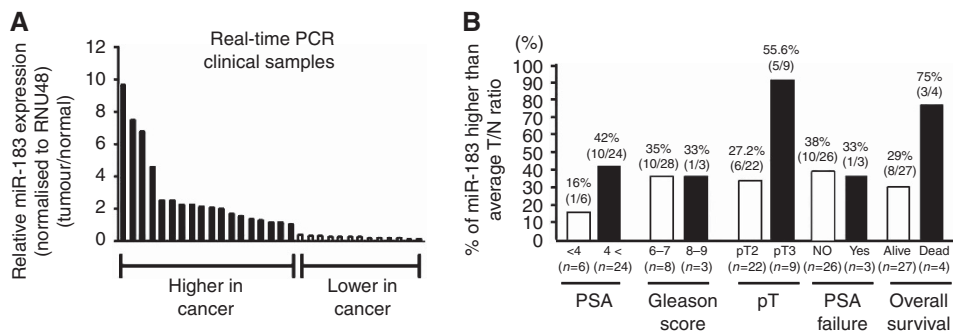 A
Relative miR-183 expression
(normalised to RNU48)
(tumour/normal)
12
10
8
6
4
2
0
Real-time PCR
clinical samples
Higher in
cancer
Lower in
cancer
B
% of miR-183 higher than
average T/N ratio
(%)
100
90
80
70
60
50
40
30
20
10
0
16%
(1/6)
42%
(10/24)
35%
(10/28)
33%
(1/3)
27.2%
(6/22)
55.6%
(5/9)
38%
(10/26)
33%
(1/3)
29%
(8/27)
75%
(3/4)
<4 4 < 6–7 8–9 pT2 pT3 NO Yes Alive Dead
(n=6) (n=24) (n=8) (n=3) (n=22) (n=9) (n=26) (n=3) (n=27) (n=4)
PSA
Gleason
score
pT
PSA
failure
Overall
survival